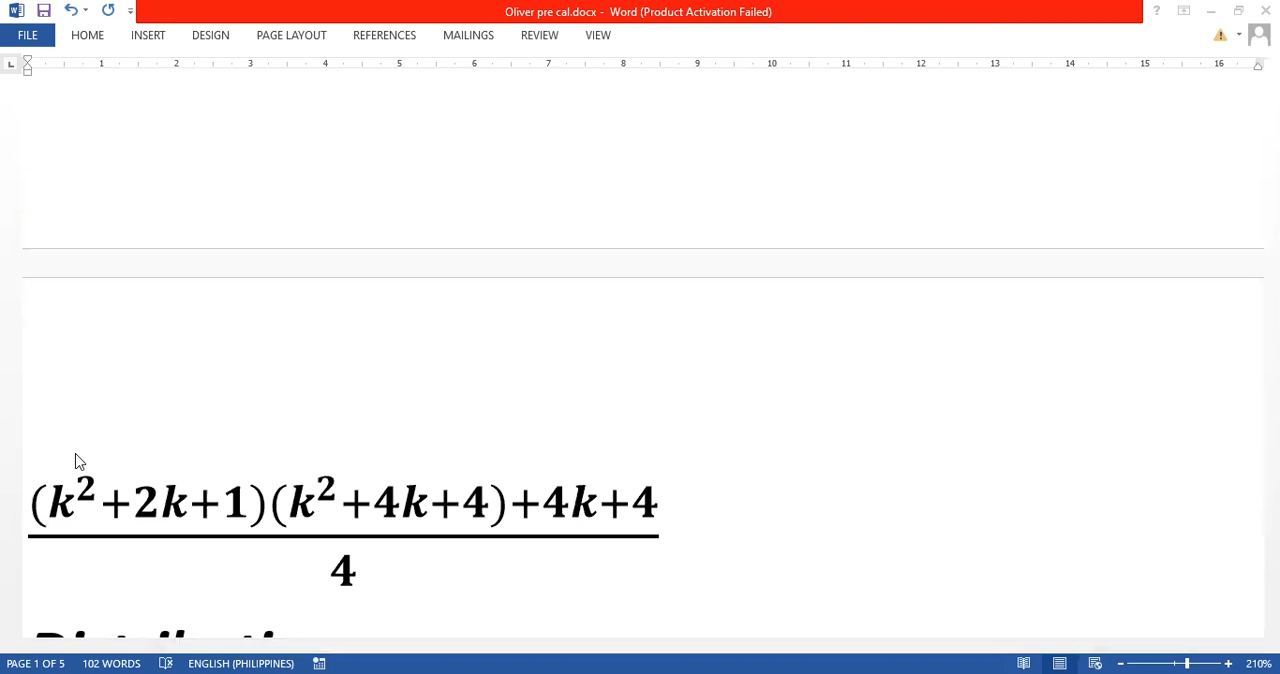 Oliver pre cal.docx - Word (Product Activation Failed)
FILE HOME INSERT DESIGN PAGE LAYOUT REFERENCES MAILINGS REVIEW VIEW
1 2 3 4 5 6 7 8 9 10 11 12 13 14 15 16
(k²+2k+1)(k²+4k+4)+4k+4
4
PAGE 1 OF 5 102 WORDS ENGLISH (PHILIPPINES) 210%